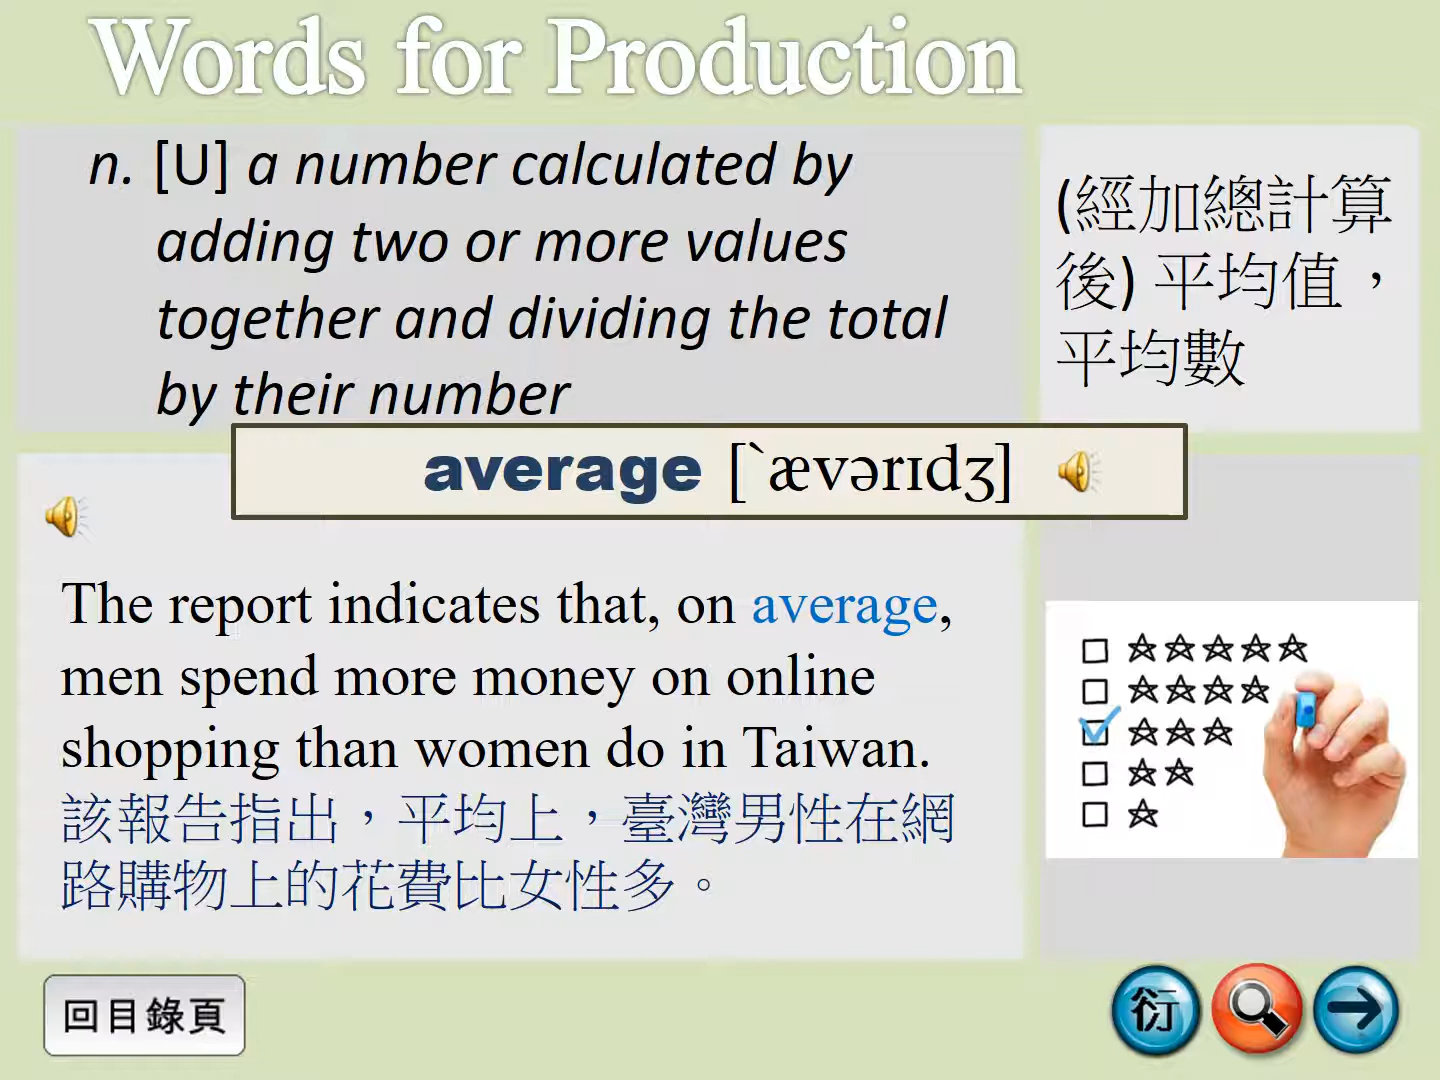 Words for Production
n. [U] a number calculated by
adding two or more values
together and dividing the total
by their number
(經加總計算
後) 平均值，
平均數
average [`ævərɪdʒ]
The report indicates that, on average,
men spend more money on online
shopping than women do in Taiwan.
該報告指出，平均上，臺灣男性在網
路購物上的花費比女性多。
回目錄頁
衍